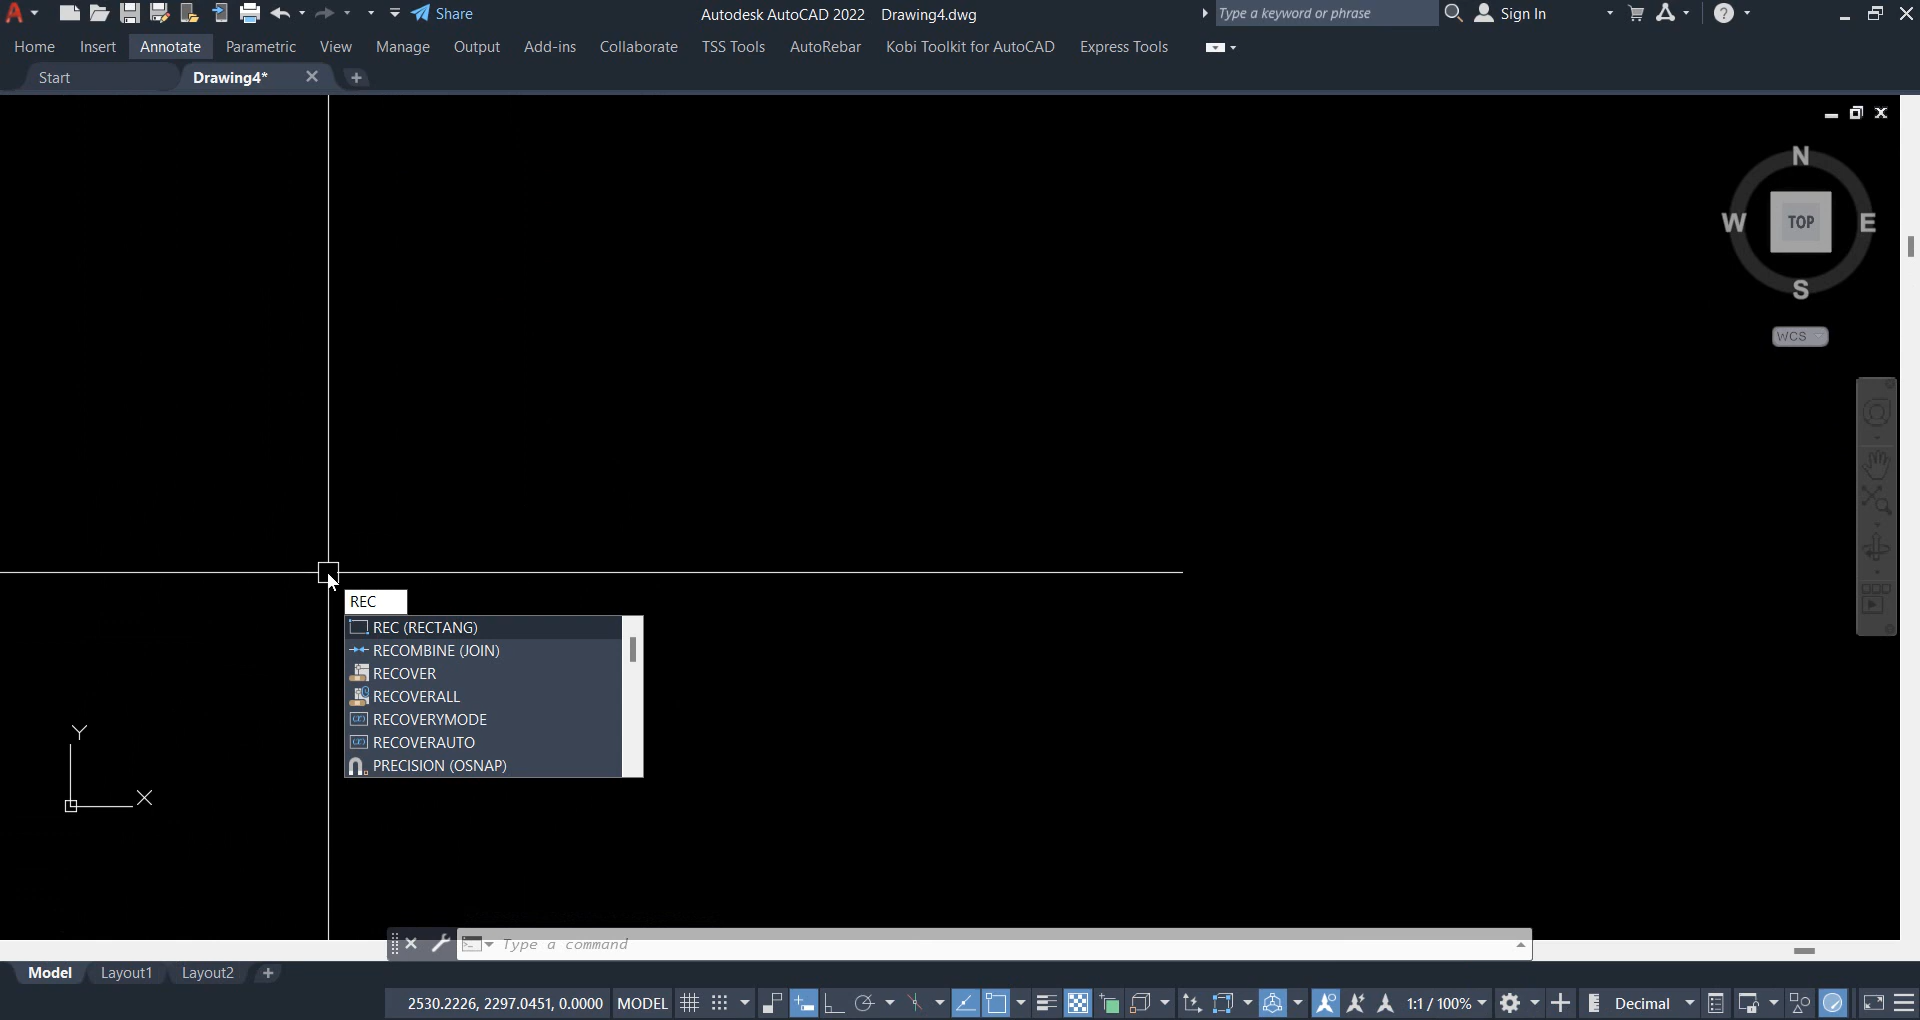 Share
Autodesk AutoCAD 2022 Drawing4.dwg
Type a keyword or phrase
Sign In
Home Insert Annotate Parametric View Manage Output Add-ins Collaborate TSS Tools AutoRebar Kobi Toolkit for AutoCAD Express Tools
Start Drawing4*
N
W TOP E
S
WCS
REC
REC (RECTANG)
RECOMBINE (JOIN)
RECOVER
RECOVERALL
RECOVERYMODE
RECOVERAUTO
PRECISION (OSNAP)
Y
X
Type a command
Model Layout1 Layout2
2530.2226, 2297.0451, 0.0000 MODEL 1:1 / 100% Decimal